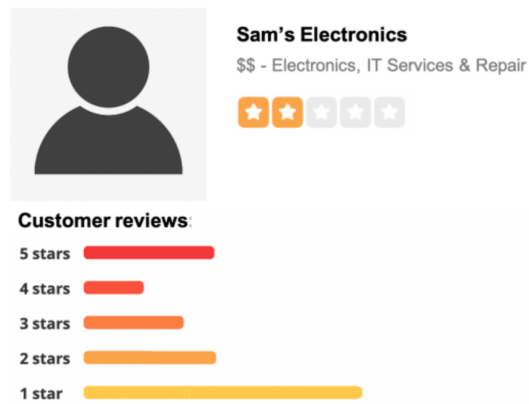 Sam's Electronics
$$ - Electronics, IT Services & Repair
Customer reviews:
5 stars
4 stars
3 stars
2 stars
1 star